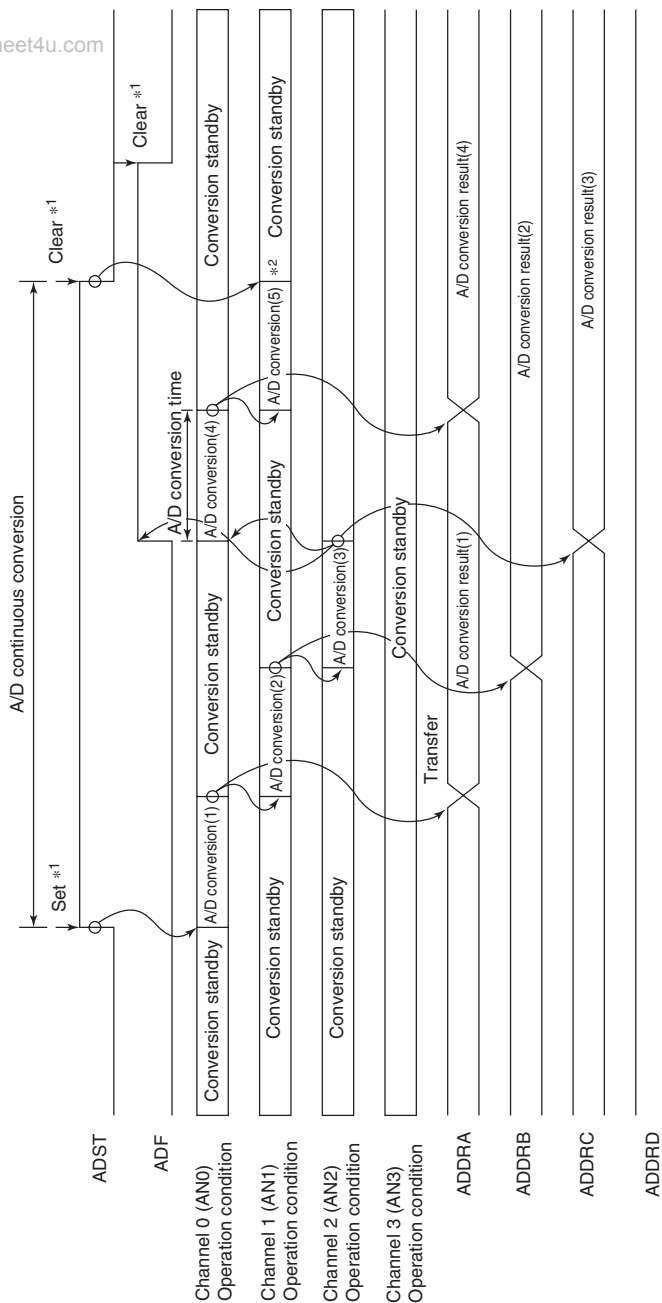 neet4u.com
A/D continuous conversion
Set *1
Clear *1
Clear *1
ADST
ADF
A/D conversion time
Channel 0 (AN0)
Operation condition
Conversion standby
A/D conversion(1)
Conversion standby
A/D conversion(4)
Conversion standby
Channel 1 (AN1)
Operation condition
Conversion standby
A/D conversion(2)
Conversion standby
A/D conversion(5)
*2
Conversion standby
Channel 2 (AN2)
Operation condition
Conversion standby
A/D conversion(3)
Channel 3 (AN3)
Operation condition
Conversion standby
Transfer
ADDRA
A/D conversion result(1)
A/D conversion result(4)
ADDRB
A/D conversion result(2)
ADDRC
A/D conversion result(3)
ADDRD